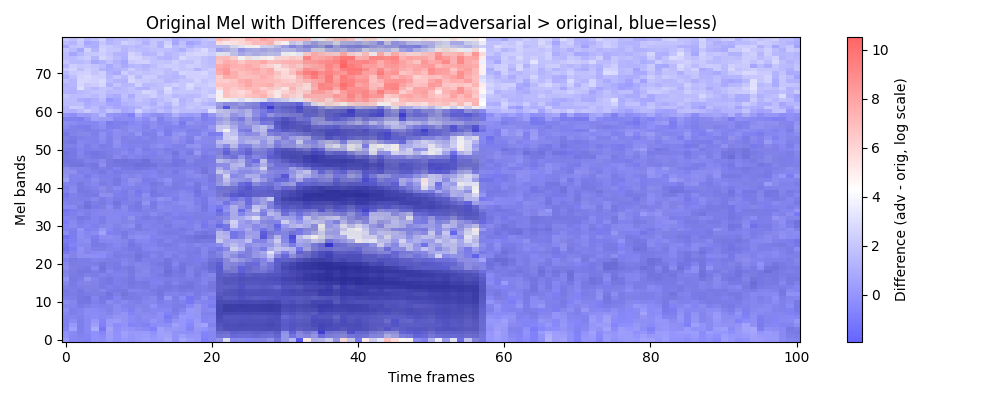 Original Mel with Differences (red=adversarial > original, blue=less)
Mel bands
70
60
50
40
30
20
10
0
0 20 40 60 80 100
Time frames
10
8
6
4
2
0
Difference (adv - orig, log scale)